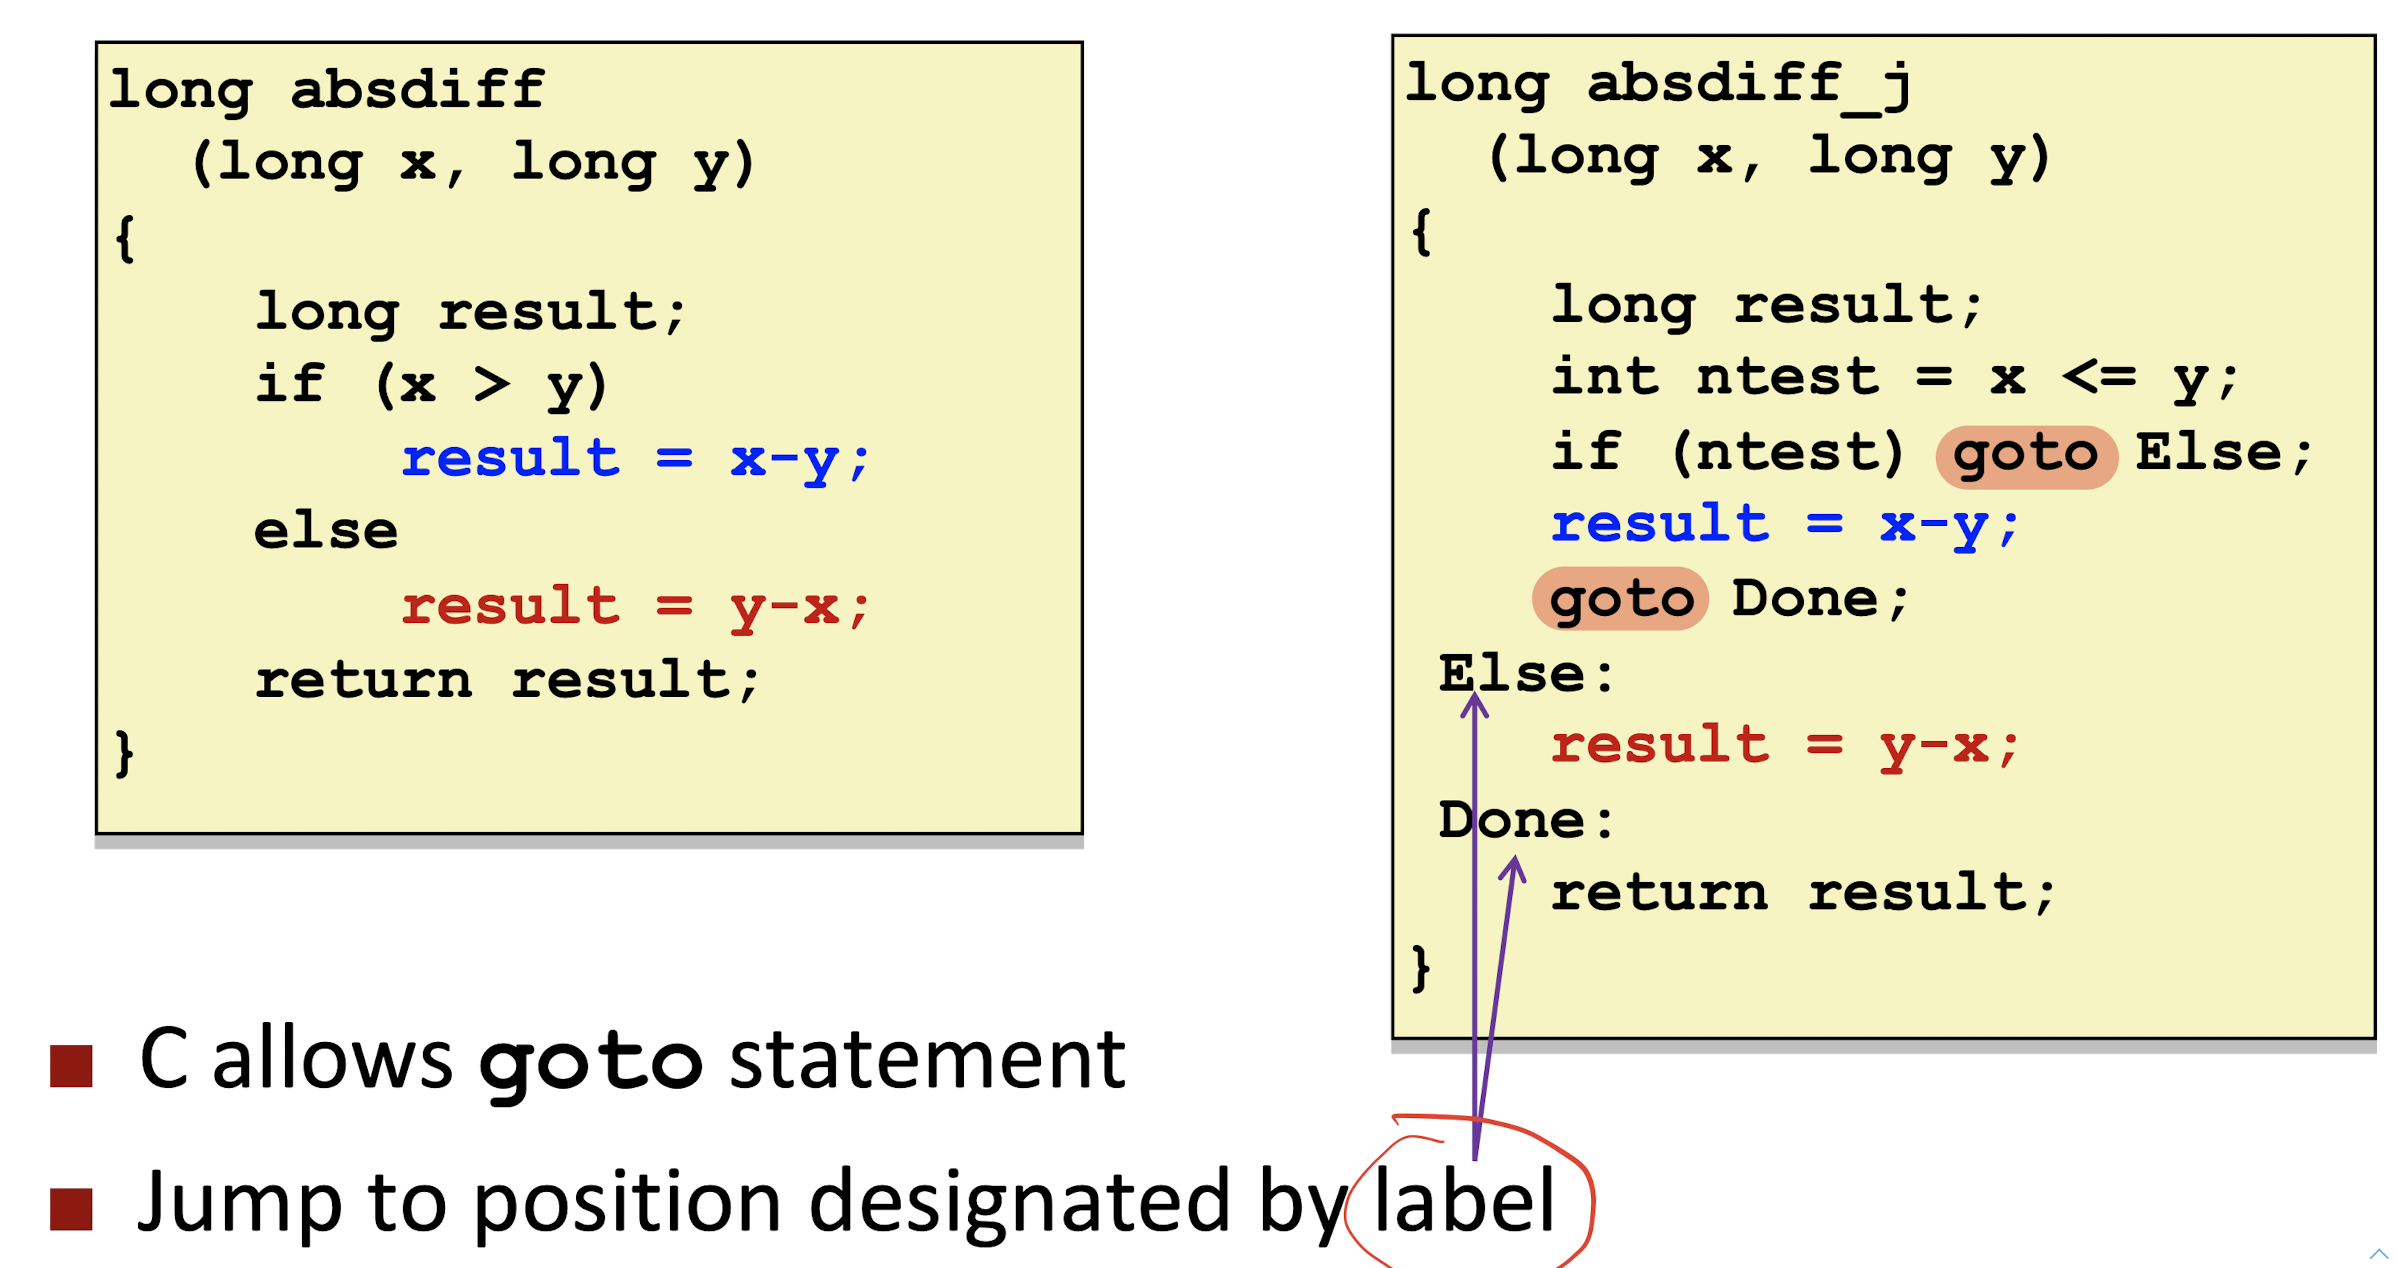 long absdiff
(long x, long y)
{
long result;
if (x > y)
result = x-y;
else
result = y-x;
return result;
}
long absdiff_j
(long x, long y)
{
long result;
int ntest = x <= y;
if (ntest) goto Else;
result = x-y;
goto Done;
Else:
result = y-x;
Done:
return result;
}
C allows goto statement
Jump to position designated by label